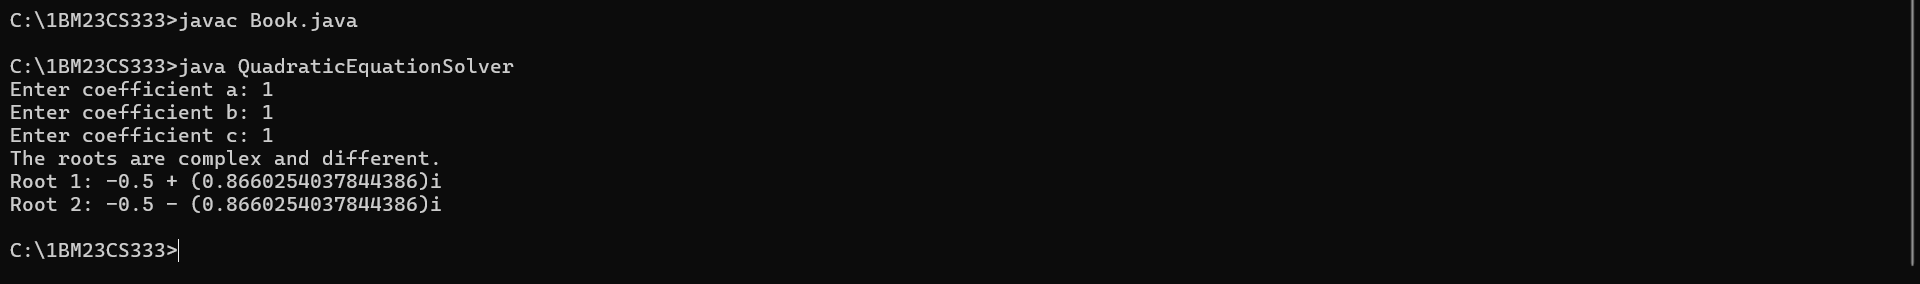 C:\1BM23CS333>javac Book.java
C:\1BM23CS333>java QuadraticEquationSolver
Enter coefficient a: 1
Enter coefficient b: 1
Enter coefficient c: 1
The roots are complex and different.
Root 1: -0.5 + (0.8660254037844386)i
Root 2: -0.5 - (0.8660254037844386)i
C:\1BM23CS333>